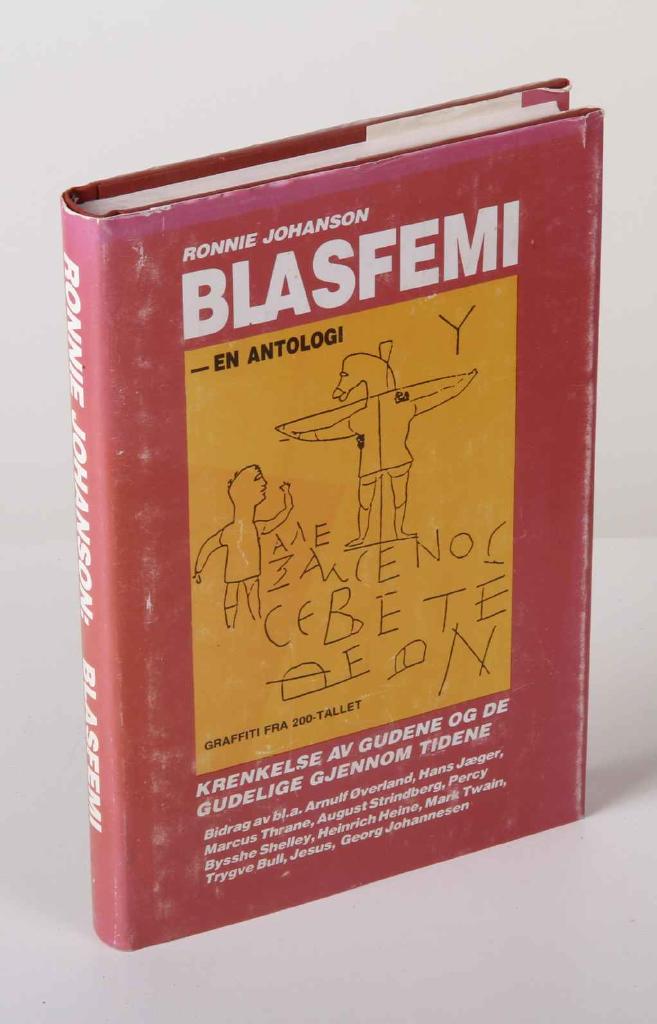 RONNIE JOHANSON
BLASFEMI
— EN ANTOLOGI
Υ
ΑΛΕ
ΞΑΜΕΝΟϹ
ϹΕΒΕΤΕ
ΘΕΟΝ
GRAFFITI FRA 200-TALLET
KRENKELSE AV GUDENE OG DE
GUDELIGE GJENNOM TIDENE
Bidrag av bl.a. Arnulf Øverland, Hans Jæger,
Marcus Thrane, August Strindberg, Percy
Bysshe Shelley, Heinrich Heine, Mark Twain,
Trygve Bull, Jesus, Georg Johannesen
RONNIE JOHANSON: BLASFEMI